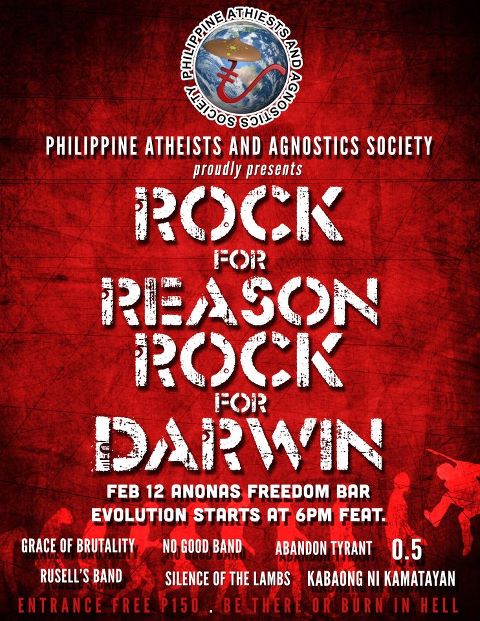 PHILIPPINE ATHIESTS AND AGNOSTICS SOCIETY
PHILIPPINE ATHEISTS AND AGNOSTICS SOCIETY
proudly presents
ROCK
FOR
REASON
ROCK
FOR
DARWIN
FEB 12 ANONAS FREEDOM BAR
EVOLUTION STARTS AT 6PM FEAT.
GRACE OF BRUTALITY NO GOOD BAND ABANDON TYRANT 0.5
RUSELL'S BAND SILENCE OF THE LAMBS KABAONG NI KAMATAYAN
ENTRANCE FREE P150 . BE THERE OR BURN IN HELL